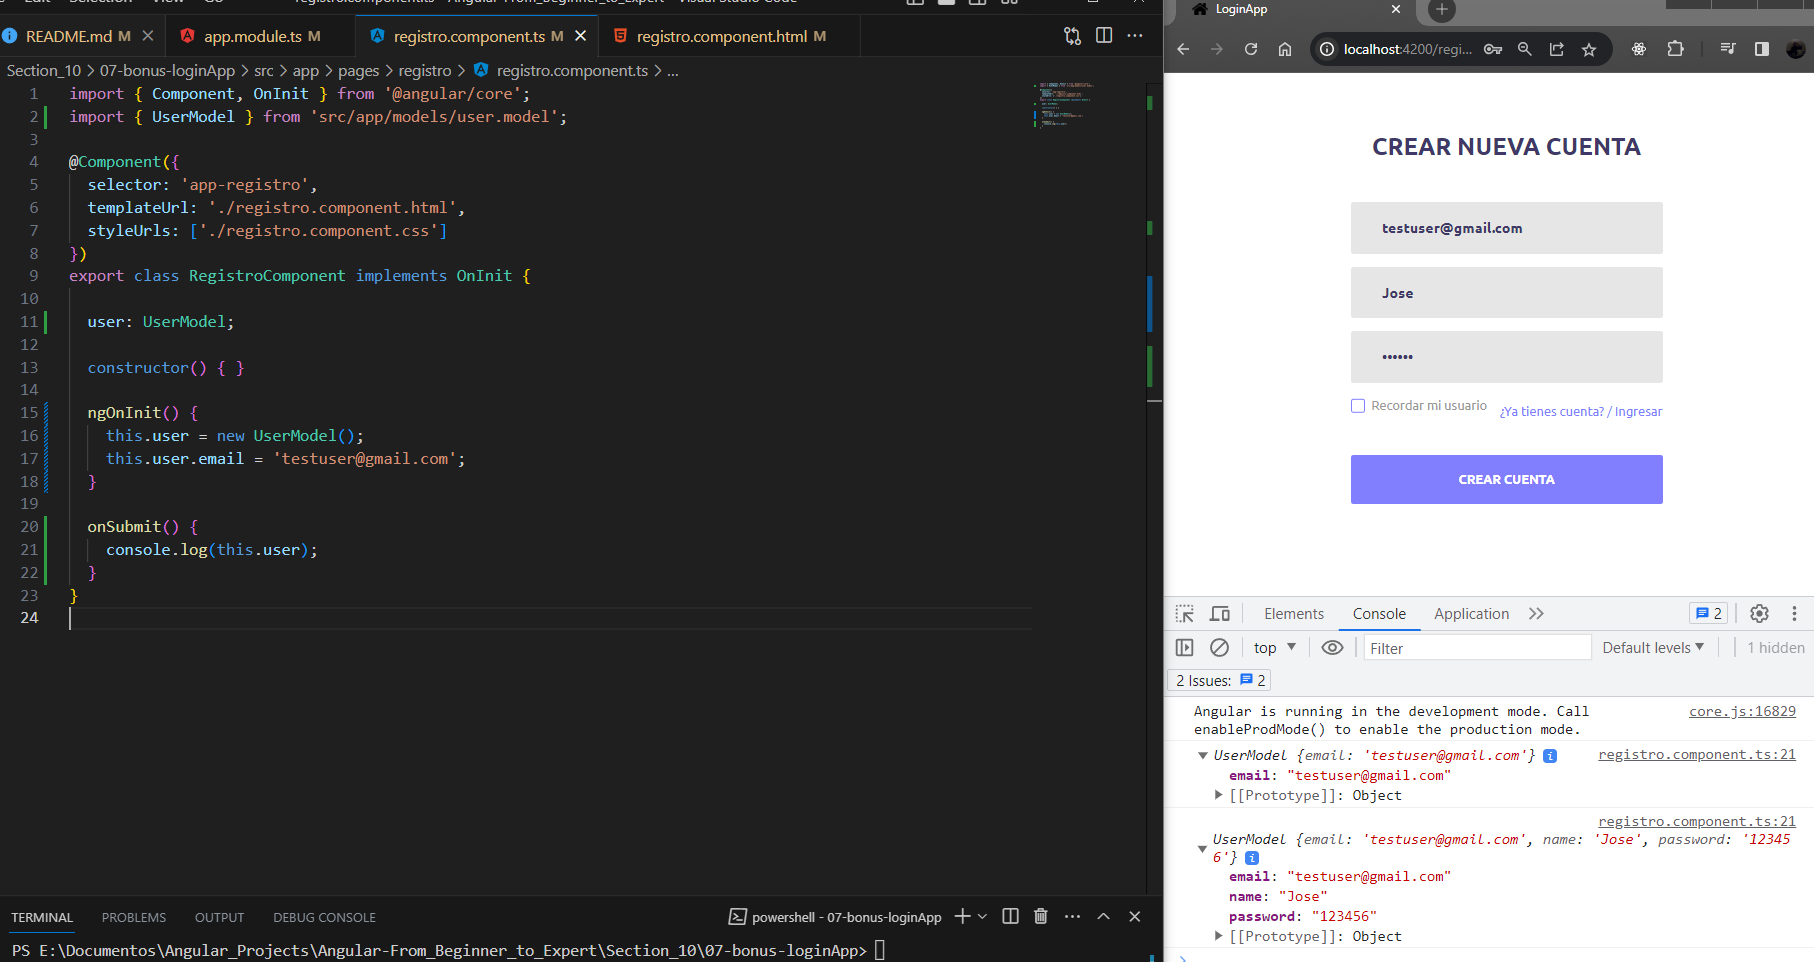 README.md M
app.module.ts M
registro.component.ts M
registro.component.html M
Section_10 > 07-bonus-loginApp > src > app > pages > registro > registro.component.ts > ...
1 import { Component, OnInit } from '@angular/core';
2 import { UserModel } from 'src/app/models/user.model';
3
4 @Component({
5 selector: 'app-registro',
6 templateUrl: './registro.component.html',
7 styleUrls: ['./registro.component.css']
8 })
9 export class RegistroComponent implements OnInit {
10
11 user: UserModel;
12
13 constructor() { }
14
15 ngOnInit() {
16 this.user = new UserModel();
17 this.user.email = 'testuser@gmail.com';
18 }
19
20 onSubmit() {
21 console.log(this.user);
22 }
23 }
24
TERMINAL PROBLEMS OUTPUT DEBUG CONSOLE
powershell - 07-bonus-loginApp
PS E:\Documentos\Angular_Projects\Angular-From_Beginner_to_Expert\Section_10\07-bonus-loginApp>
LoginApp
localhost:4200/regi...
CREAR NUEVA CUENTA
testuser@gmail.com
Jose
••••••
Recordar mi usuario
¿Ya tienes cuenta? / Ingresar
CREAR CUENTA
Elements Console Application 2
top Filter Default levels 1 hidden
2 Issues: 2
Angular is running in the development mode. Call core.js:16829
enableProdMode() to enable the production mode.
UserModel {email: 'testuser@gmail.com'} registro.component.ts:21
email: "testuser@gmail.com"
[[Prototype]]: Object
registro.component.ts:21
UserModel {email: 'testuser@gmail.com', name: 'Jose', password: '12345
6'}
email: "testuser@gmail.com"
name: "Jose"
password: "123456"
[[Prototype]]: Object